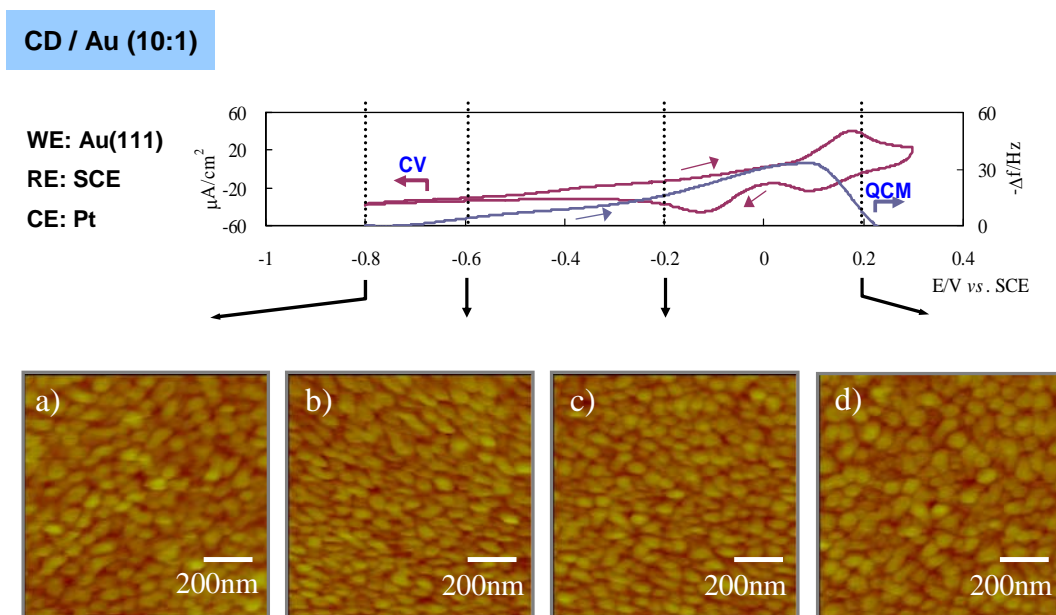 CD / Au (10:1)
WE: Au(111)
RE: SCE
CE: Pt
μA/cm2
60
20
-20
-60
CV
QCM
60
30
0
-Δf/Hz
-1 -0.8 -0.6 -0.4 -0.2 0 0.2 0.4
E/V vs. SCE
a) b) c) d)
200nm 200nm 200nm 200nm